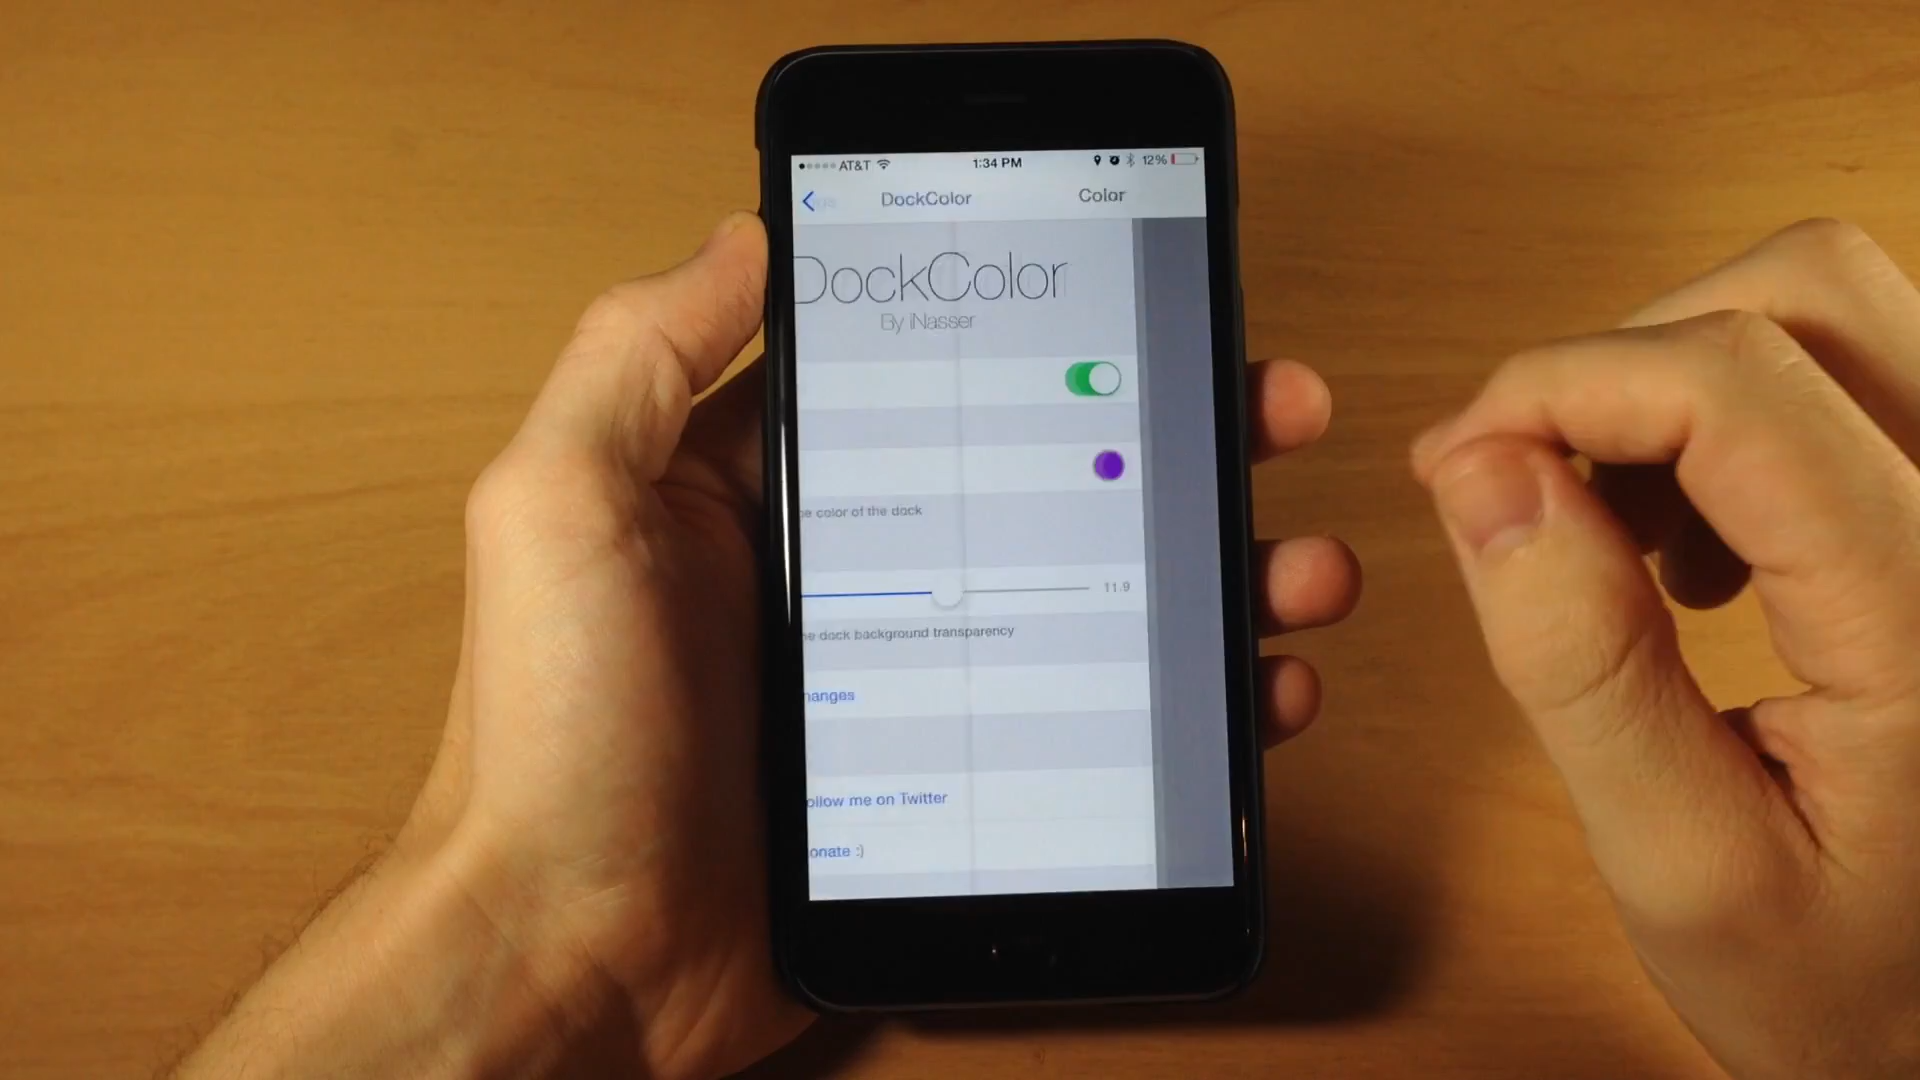 AT&T 1:34 PM 12%
DockColor Color
DockColor
By iNasser
color of the dock
11.9
dock background transparency
hanges
ollow me on Twitter
onate :)